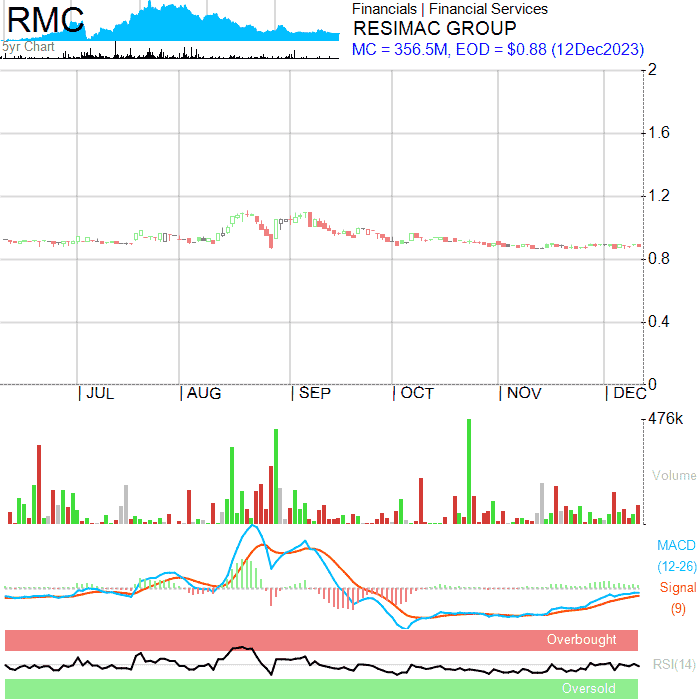 RMC
5yr Chart
Financials | Financial Services
RESIMAC GROUP
MC = 356.5M, EOD = $0.88 (12Dec2023)
2
1.6
1.2
0.8
0.4
0
| JUL | AUG | SEP | OCT | NOV | DEC
476k
Volume
MACD
(12-26)
Signal
(9)
Overbought
RSI(14)
Oversold